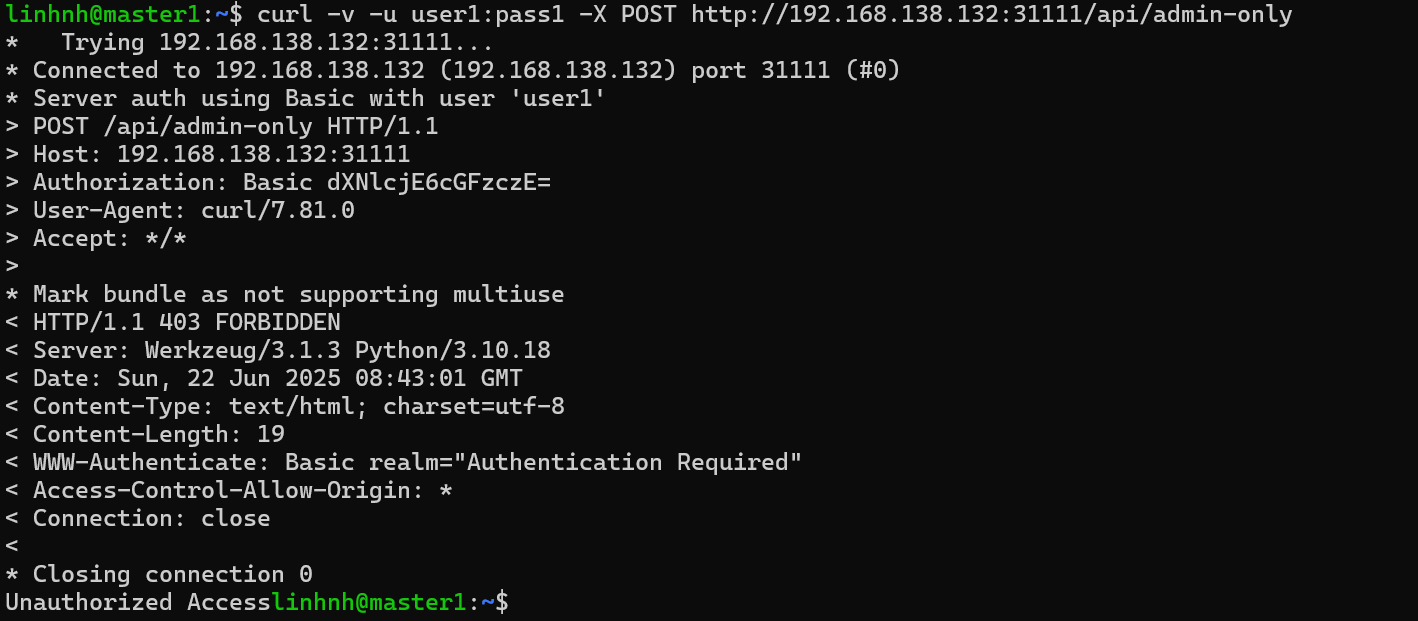 linhnh@master1:~$ curl -v -u user1:pass1 -X POST http://192.168.138.132:31111/api/admin-only
*   Trying 192.168.138.132:31111...
* Connected to 192.168.138.132 (192.168.138.132) port 31111 (#0)
* Server auth using Basic with user 'user1'
> POST /api/admin-only HTTP/1.1
> Host: 192.168.138.132:31111
> Authorization: Basic dXNlcjE6cGFzczE=
> User-Agent: curl/7.81.0
> Accept: */*
>
* Mark bundle as not supporting multiuse
< HTTP/1.1 403 FORBIDDEN
< Server: Werkzeug/3.1.3 Python/3.10.18
< Date: Sun, 22 Jun 2025 08:43:01 GMT
< Content-Type: text/html; charset=utf-8
< Content-Length: 19
< WWW-Authenticate: Basic realm="Authentication Required"
< Access-Control-Allow-Origin: *
< Connection: close
<
* Closing connection 0
Unauthorized Accesslinhnh@master1:~$